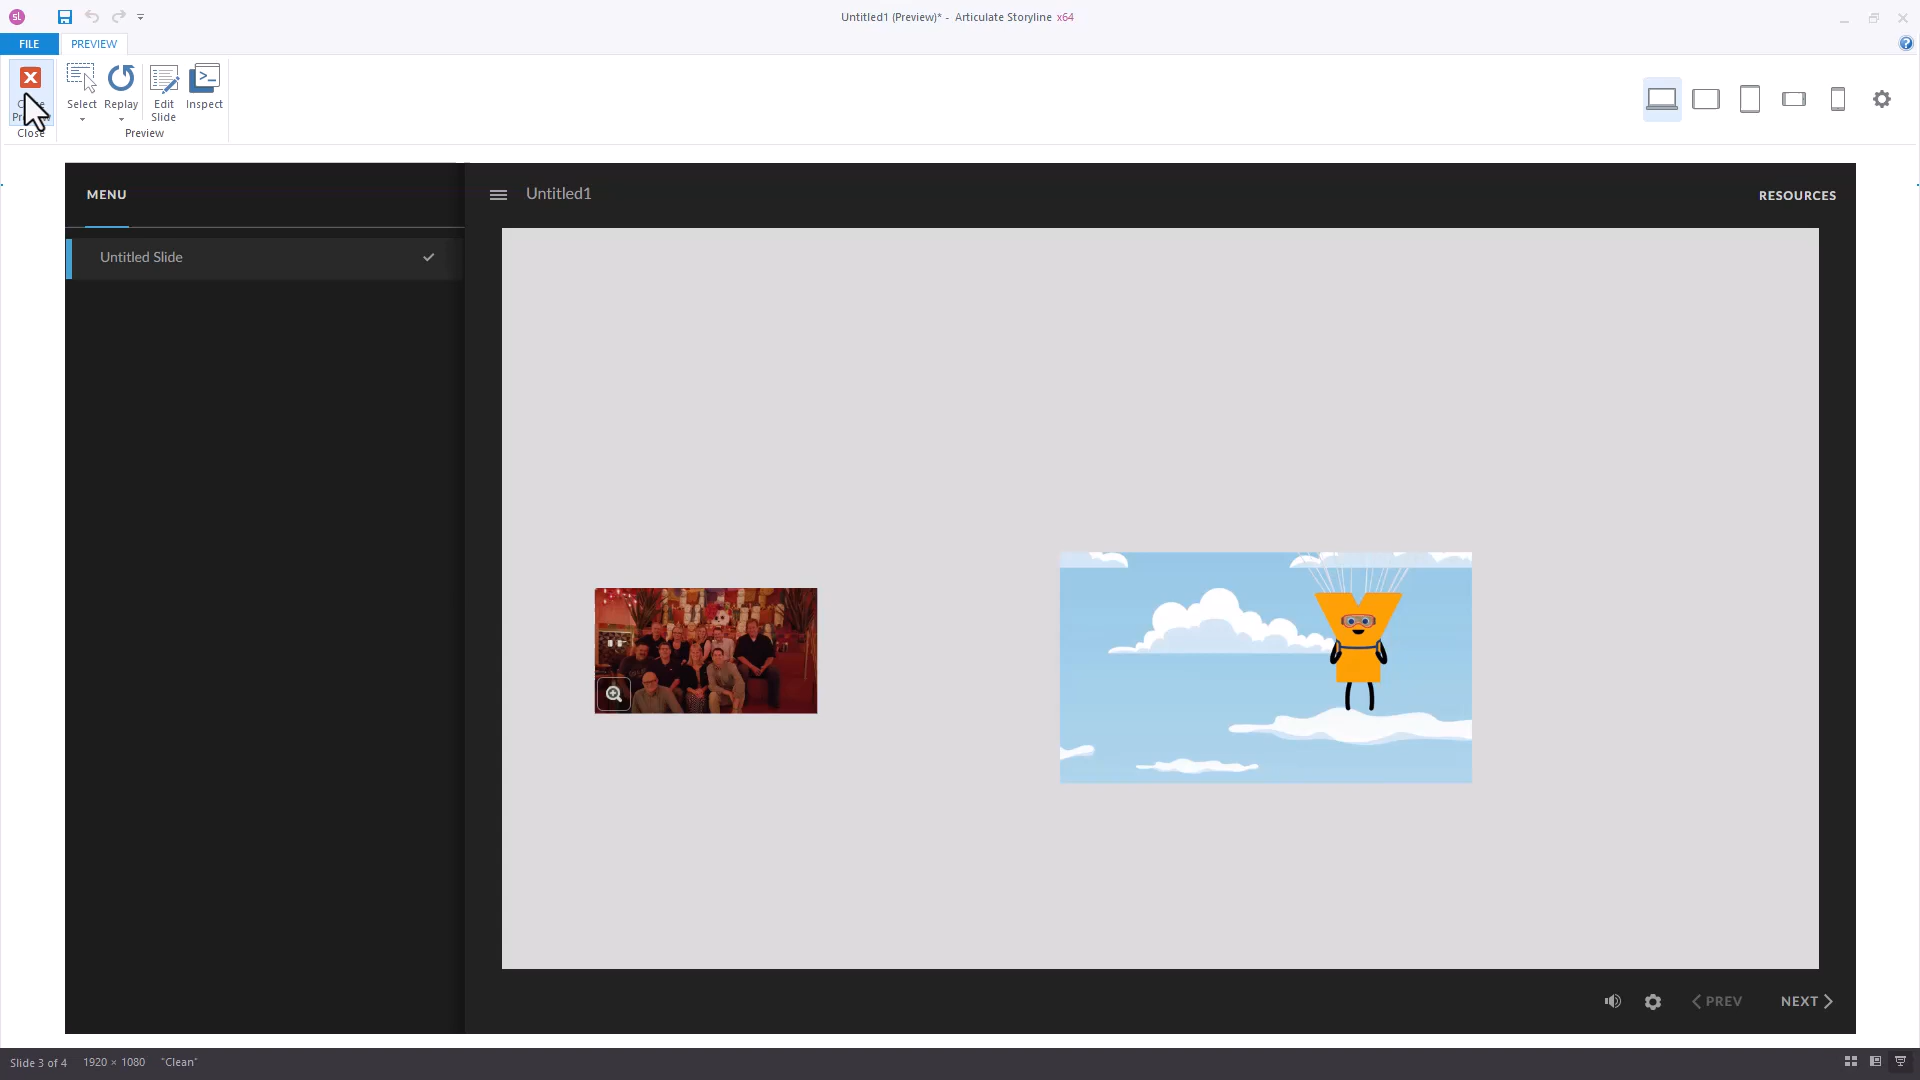 sl
Untitled1 (Preview)* - Articulate Storyline x64
FILE
PREVIEW
Select
Replay
Edit
Slide
Inspect
Close
Preview
MENU
Untitled1
RESOURCES
Untitled Slide
PREV
NEXT
Slide 3 of 4
1920 × 1080
"Clean"